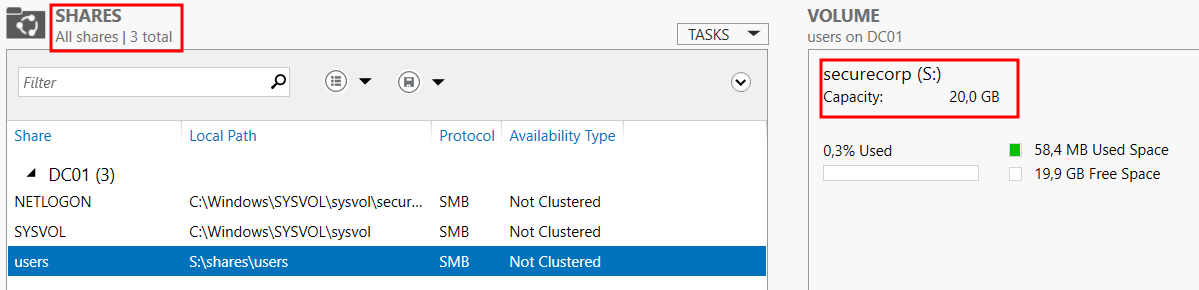 SHARES
All shares | 3 total
TASKS
Filter
Share Local Path Protocol Availability Type
DC01 (3)
NETLOGON C:\Windows\SYSVOL\sysvol\secur... SMB Not Clustered
SYSVOL C:\Windows\SYSVOL\sysvol SMB Not Clustered
users S:\shares\users SMB Not Clustered
VOLUME
users on DC01
securecorp (S:)
Capacity: 20,0 GB
0,3% Used
58,4 MB Used Space
19,9 GB Free Space